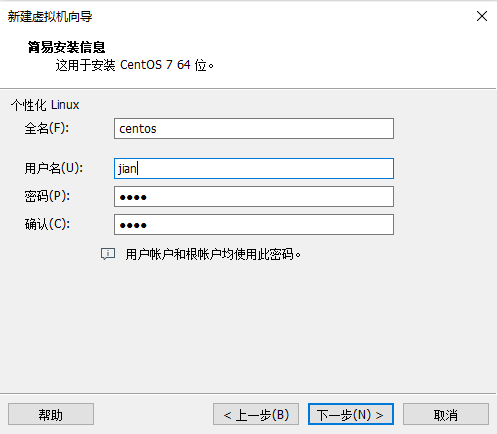 新建虚拟机向导
简易安装信息
这用于安装 CentOS 7 64 位。
个性化 Linux
全名(F): centos
用户名(U): jian
密码(P): ●●●●
确认(C): ●●●●
用户帐户和根帐户均使用此密码。
帮助 < 上一步(B) 下一步(N) > 取消